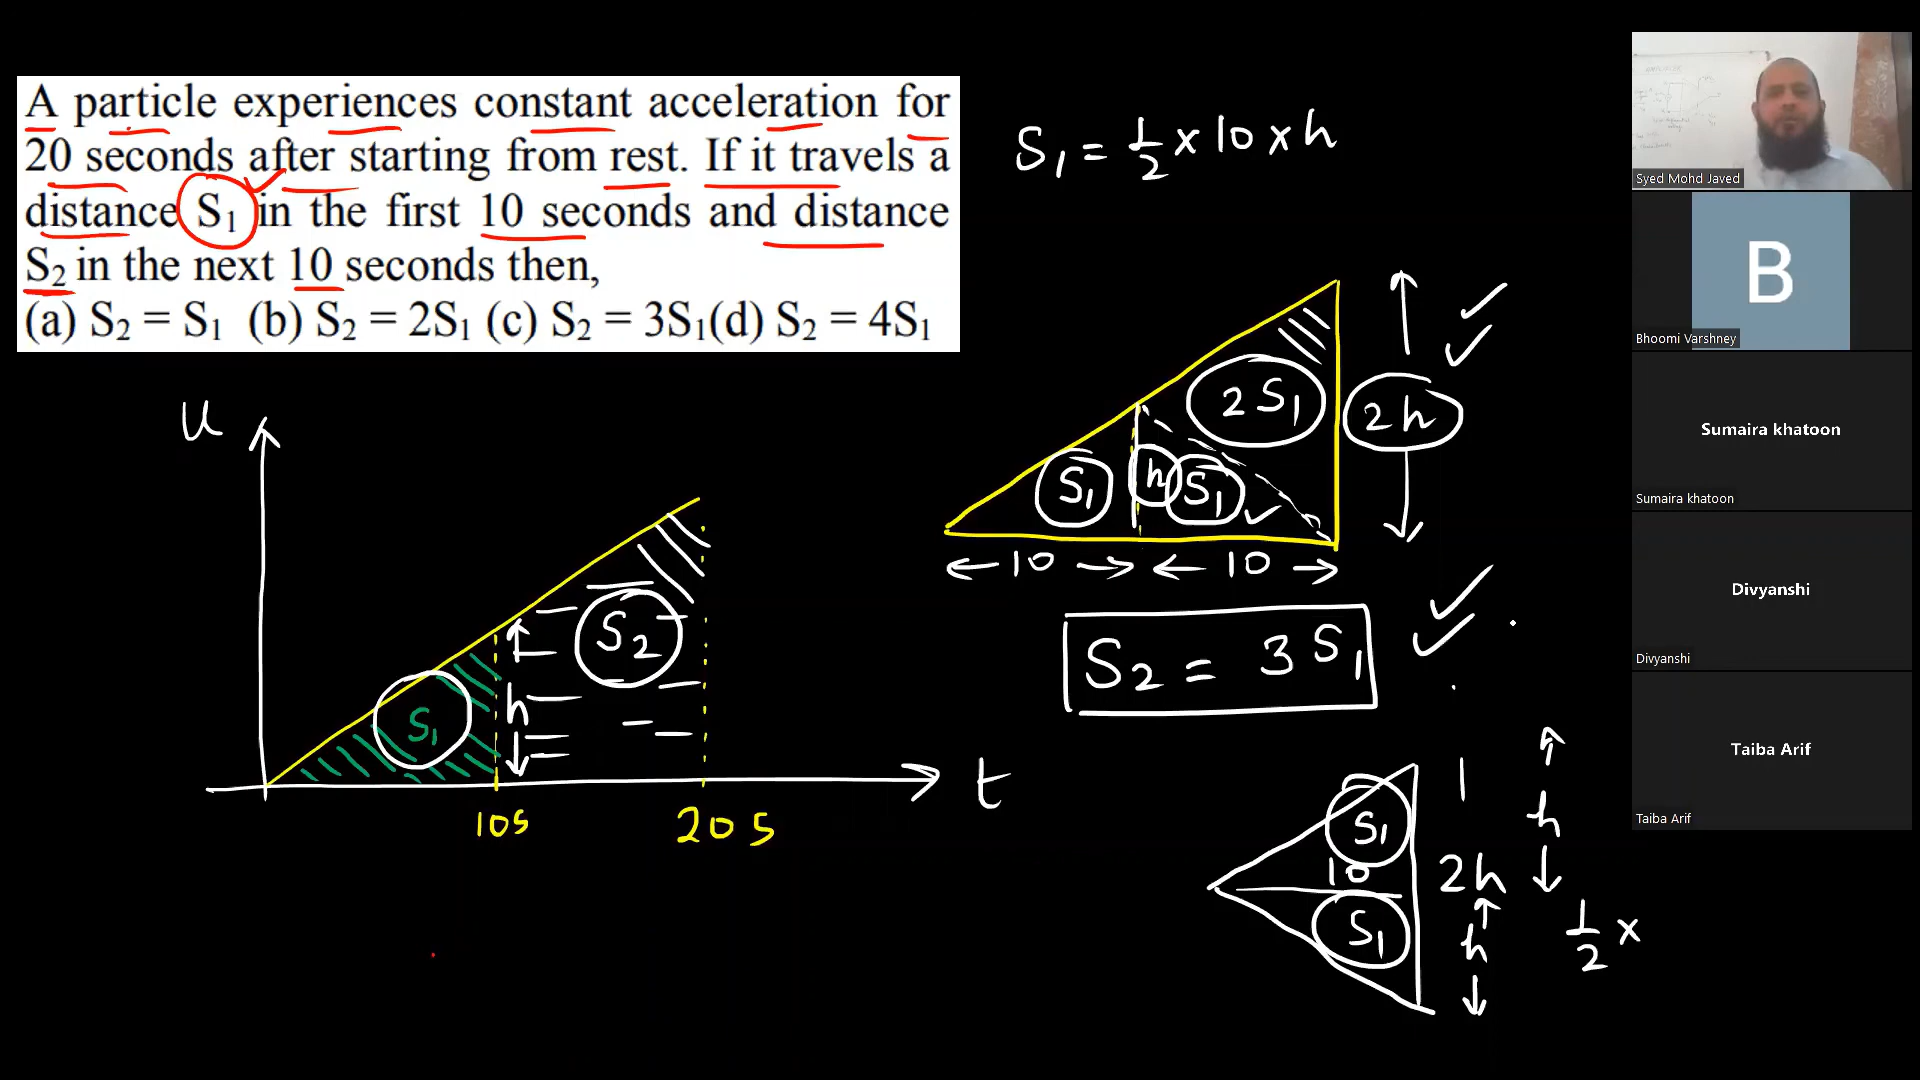 A particle experiences constant acceleration for
20 seconds after starting from rest. If it travels a
distance S₁ in the first 10 seconds and distance
S₂ in the next 10 seconds then,
(a) S₂ = S₁ (b) S₂ = 2S₁ (c) S₂ = 3S₁(d) S₂ = 4S₁
S₁ = 1/2 x 10 x h
2S₁
2h
S₁
h
S₁
10
10
S₂ = 3S₁
u
S₂
S₁
h
t
10s
20s
S₁
10
2h
h
S₁
h
1/2 x
Syed Mohd Javed
B
Bhoomi Varshney
Sumaira khatoon
Sumaira khatoon
Divyanshi
Divyanshi
Taiba Arif
Taiba Arif